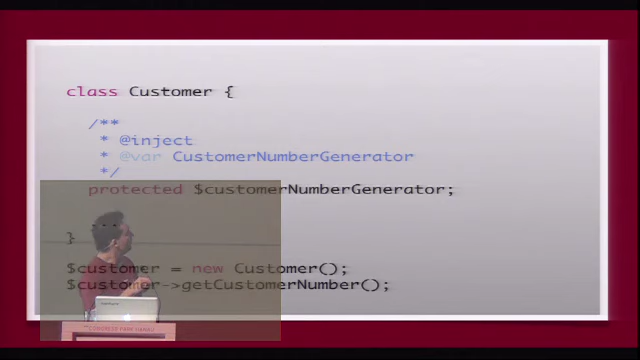 class Customer {
/**
* @inject
* @var CustomerNumberGenerator
*/
protected $customerNumberGenerator;
...
}
$customer = new Customer();
$customer->getCustomerNumber();